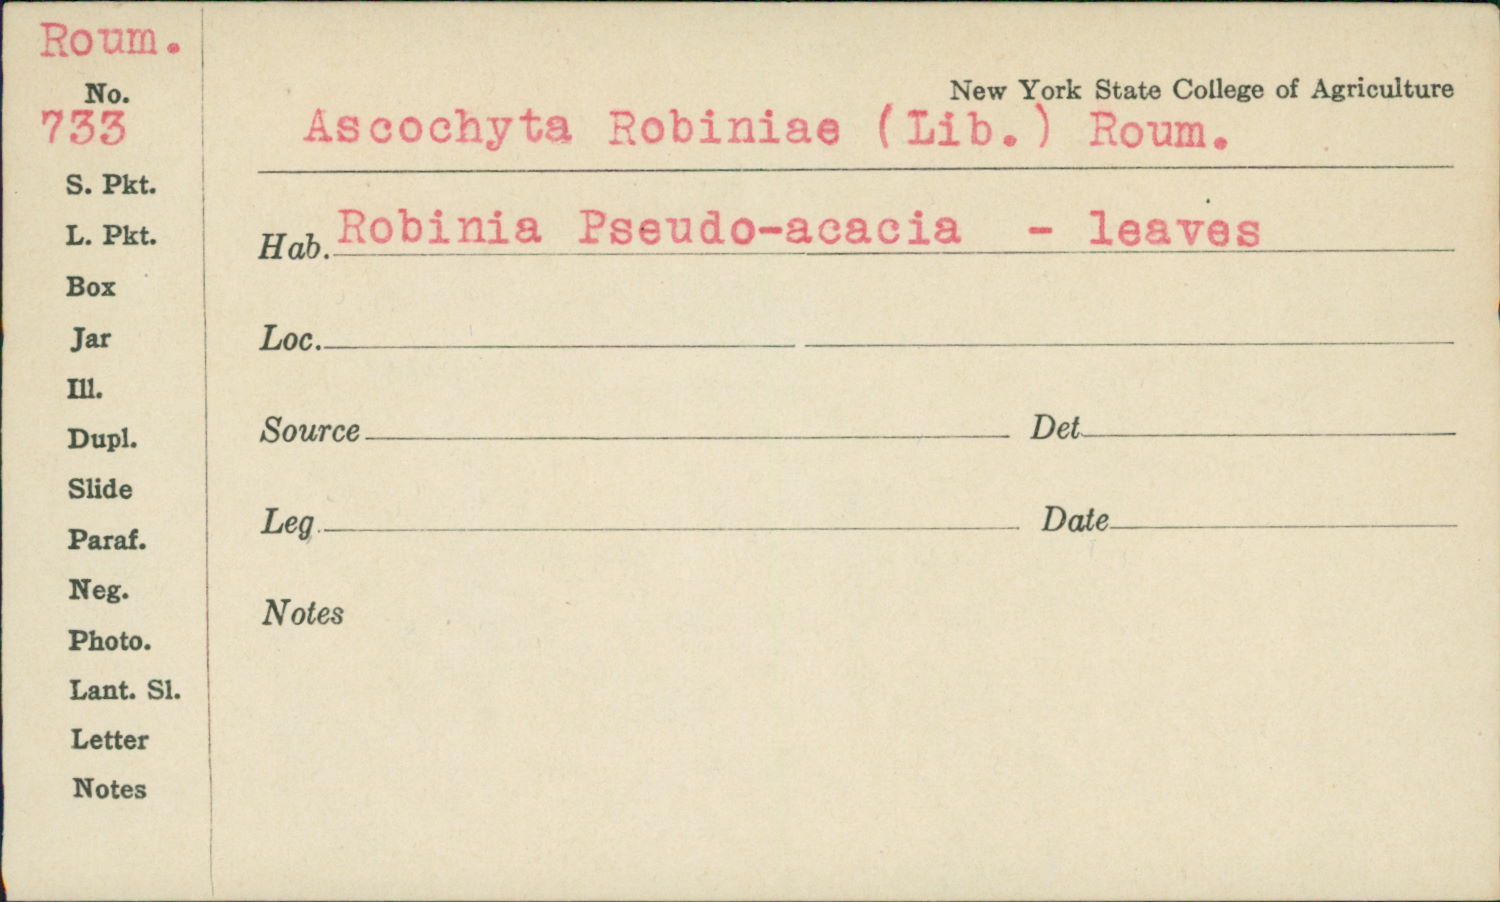 Roum.
No.
733
S. Pkt.
L. Pkt.
Box
Jar
Ill.
Dupl.
Slide
Paraf.
Neg.
Photo.
Lant. Sl.
Letter
Notes
New York State College of Agriculture
Ascochyta Robiniae (Lib.) Roum.
Hab. Robinia Pseudo-acacia - leaves
Loc.
Source Det
Leg. Date
Notes